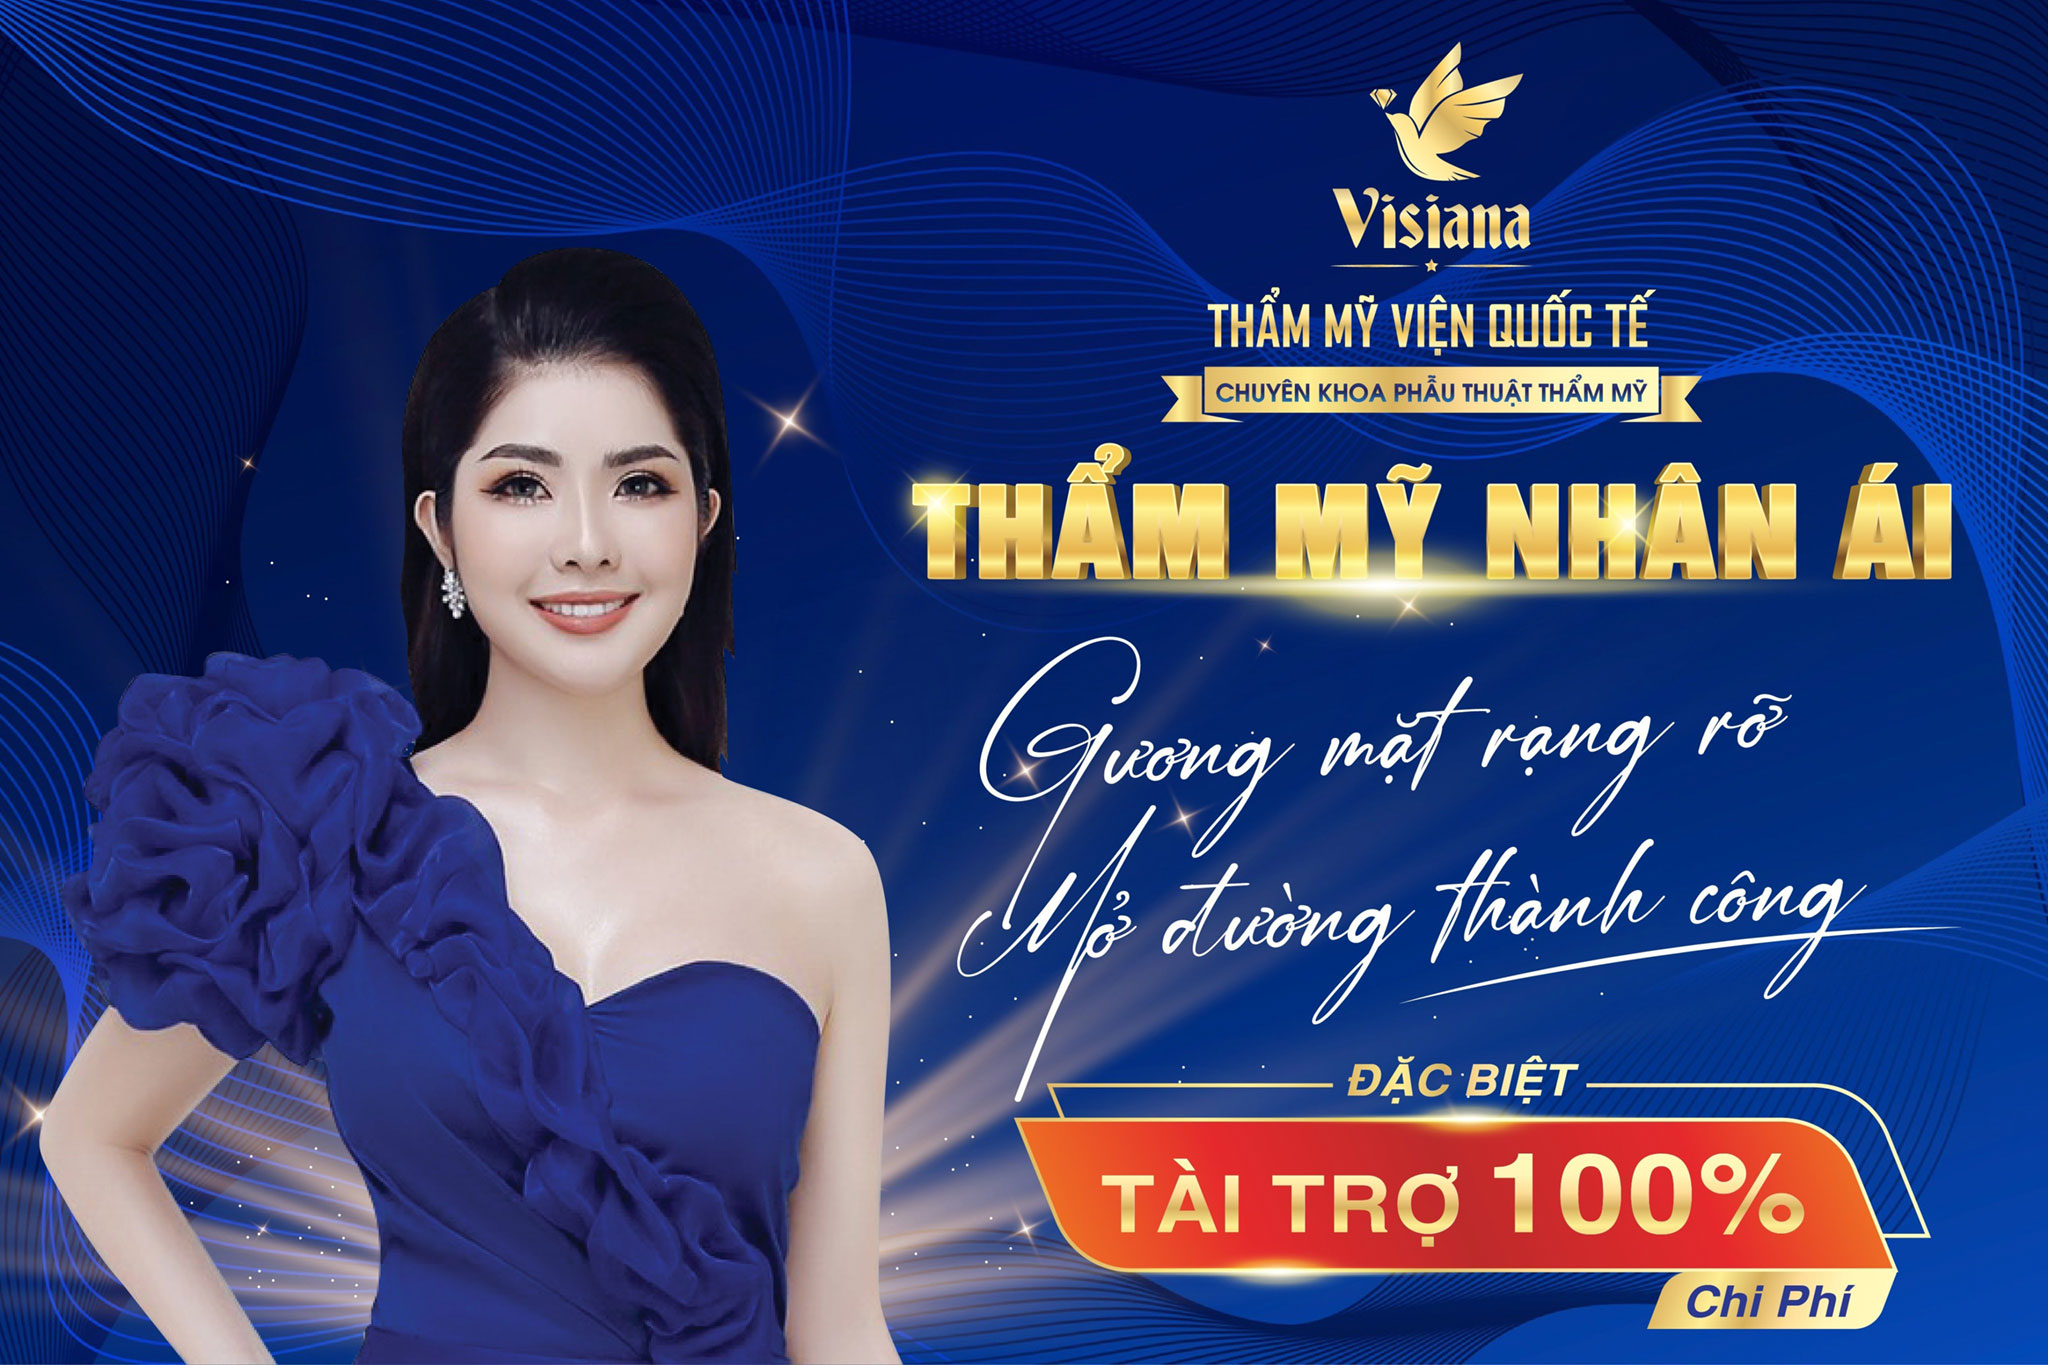 Visiana
THẨM MỸ VIỆN QUỐC TẾ
CHUYÊN KHOA PHẪU THUẬT THẨM MỸ
THẨM MỸ NHÂN ÁI
Gương mặt rạng rỡ
Mở đường thành công
ĐẶC BIỆT
TÀI TRỢ 100%
Chi Phí